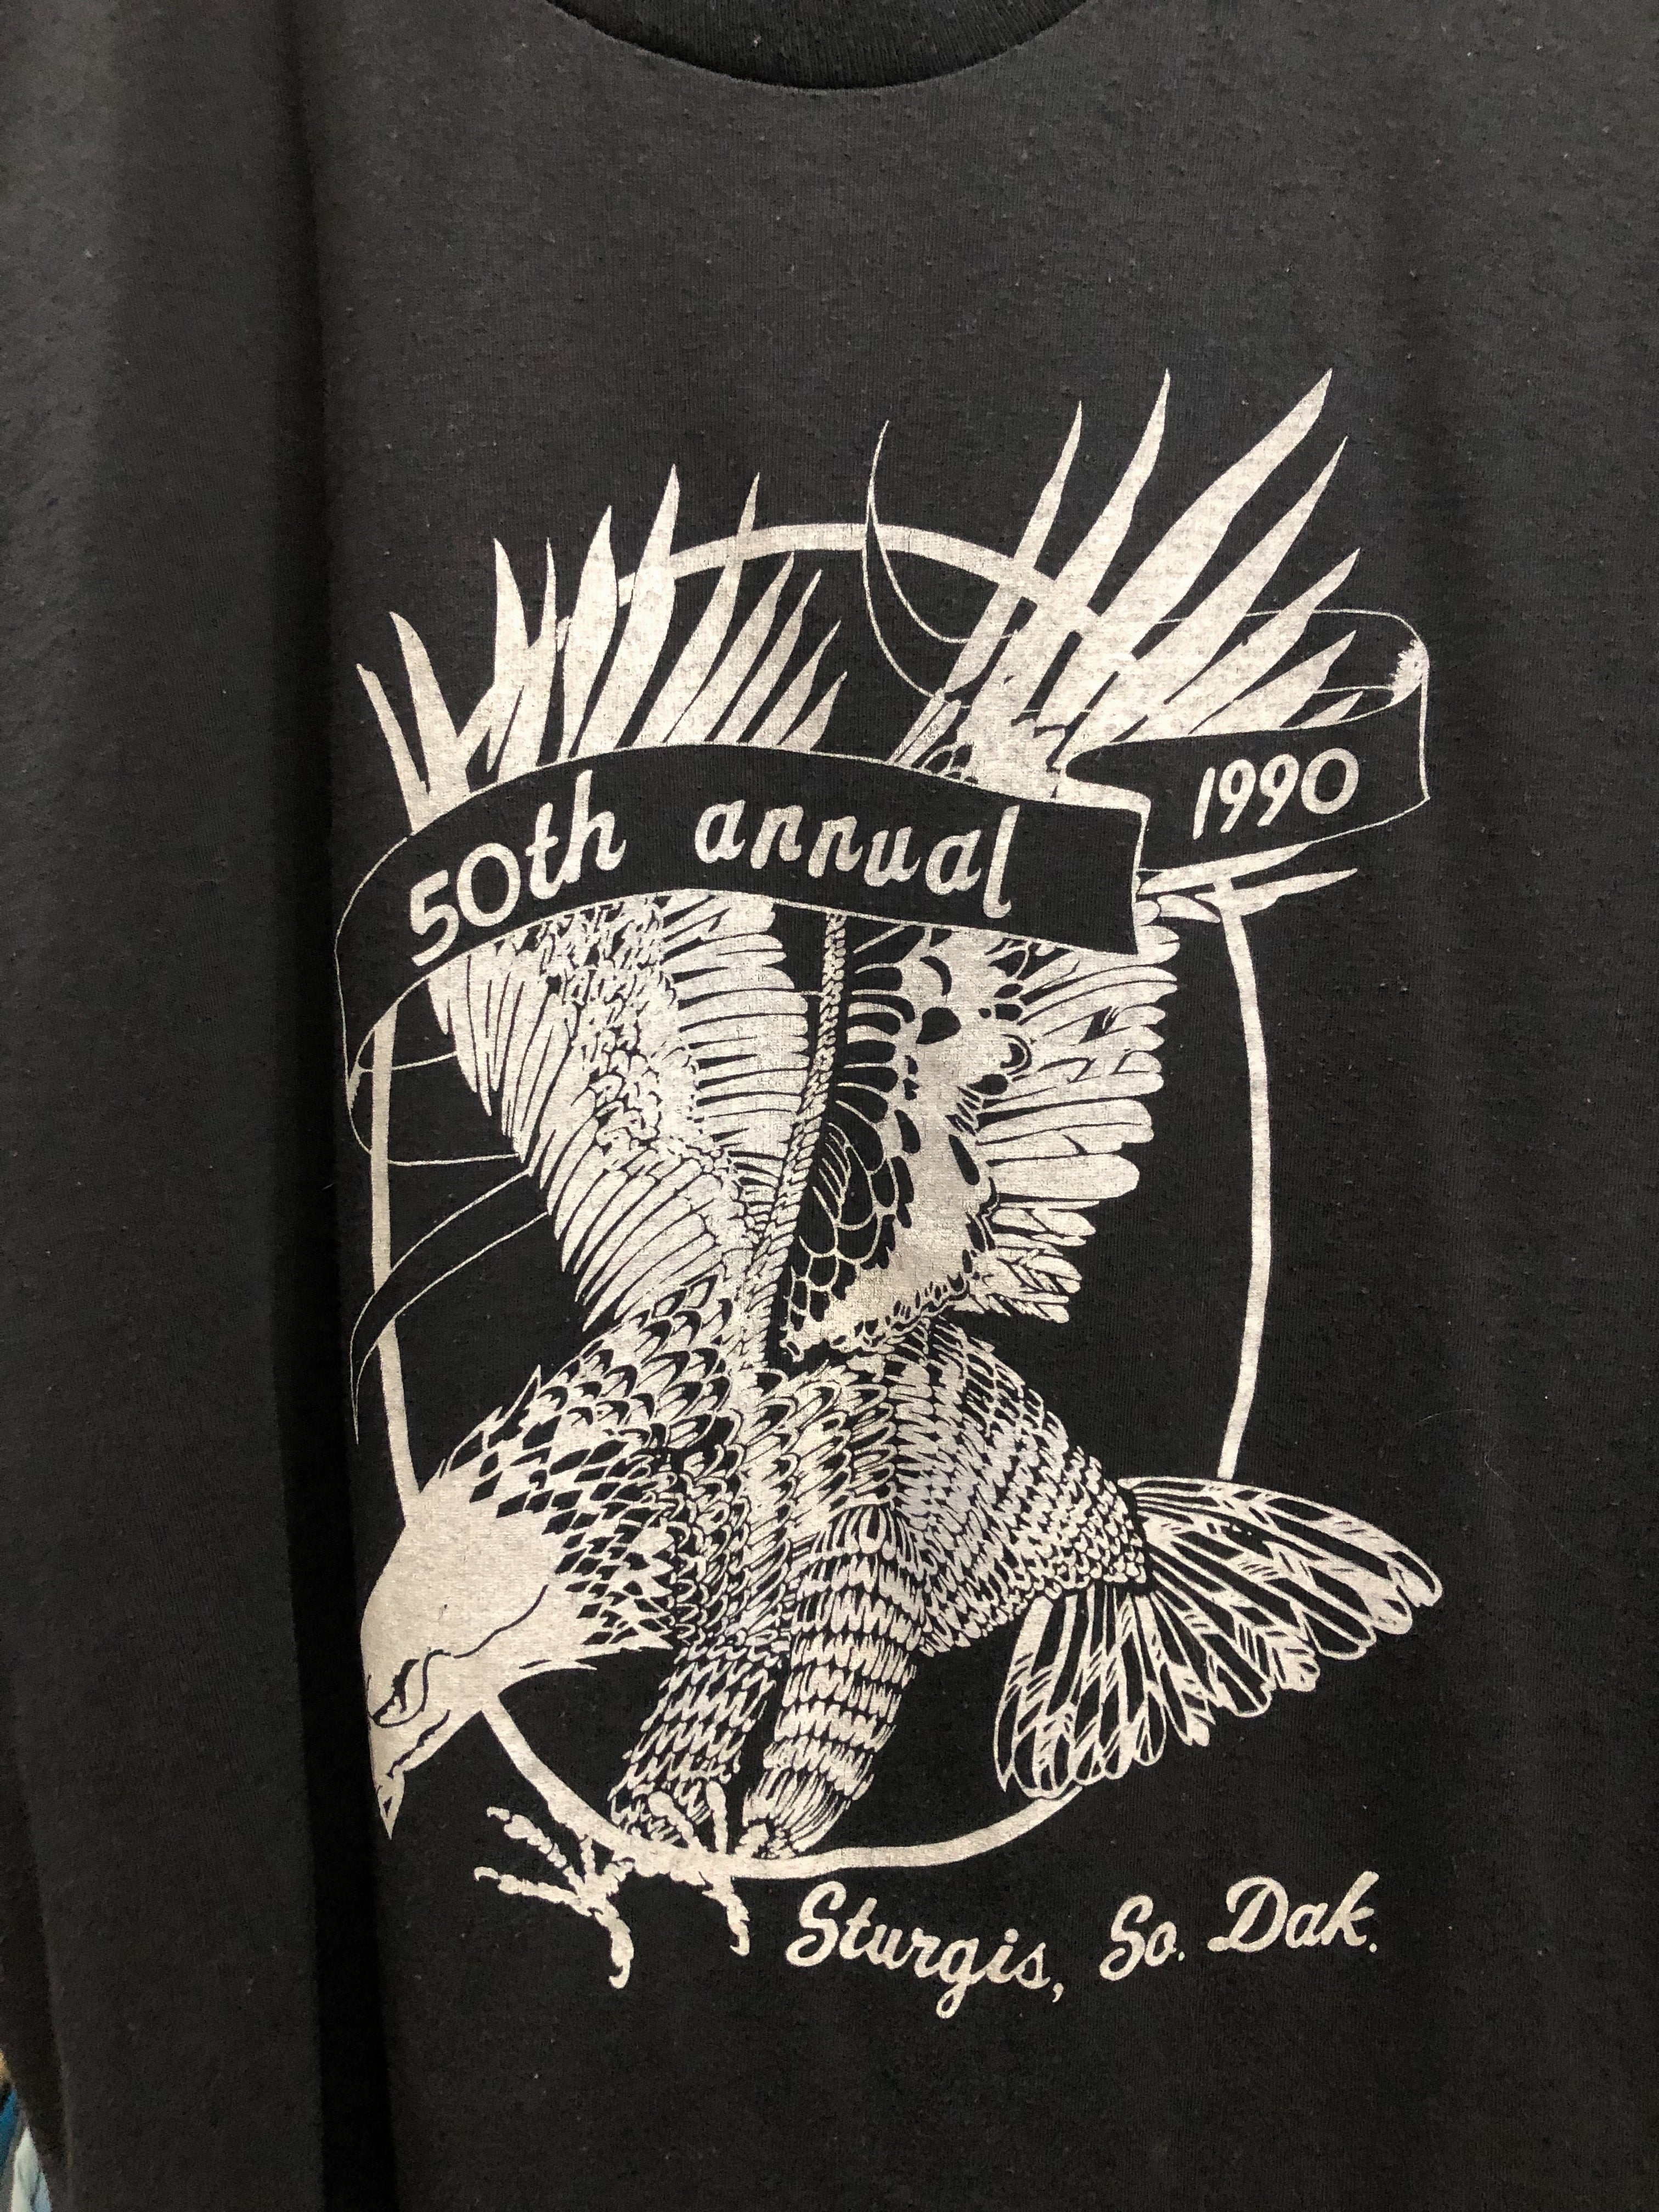 50th annual
1990
Sturgis, So. Dak.